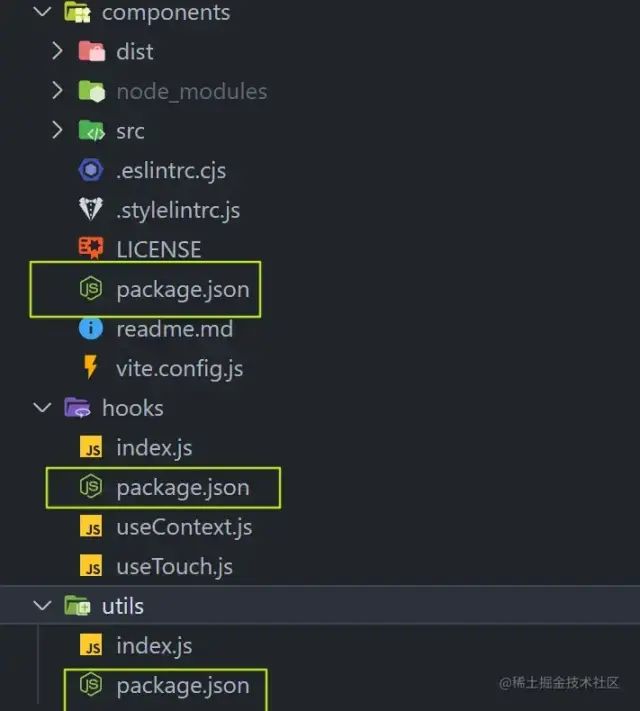 components
dist
node_modules
src
.eslintrc.cjs
.stylelintrc.js
LICENSE
package.json
readme.md
vite.config.js
hooks
index.js
package.json
useContext.js
useTouch.js
utils
index.js
package.json
@稀土掘金技术社区